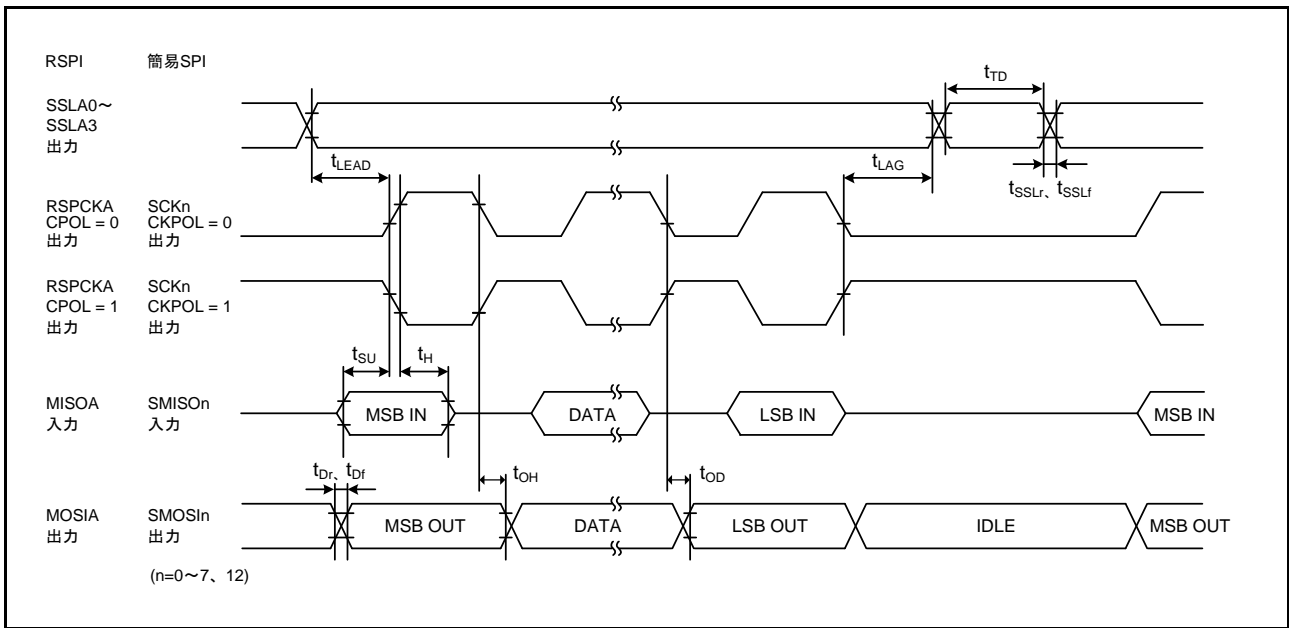 RSPI 簡易SPI
tTD
SSLA0～
SSLA3
出力
tLEAD
tLAG
tSSLr、tSSLf
RSPCKA SCKn
CPOL = 0 CKPOL = 0
出力 出力
RSPCKA SCKn
CPOL = 1 CKPOL = 1
出力 出力
tSU tH
MISOA SMISOn MSB IN DATA LSB IN MSB IN
入力 入力
tDr、tDf tOH tOD
MOSIA SMOSIn MSB OUT DATA LSB OUT IDLE MSB OUT
出力 出力
(n=0～7、12)